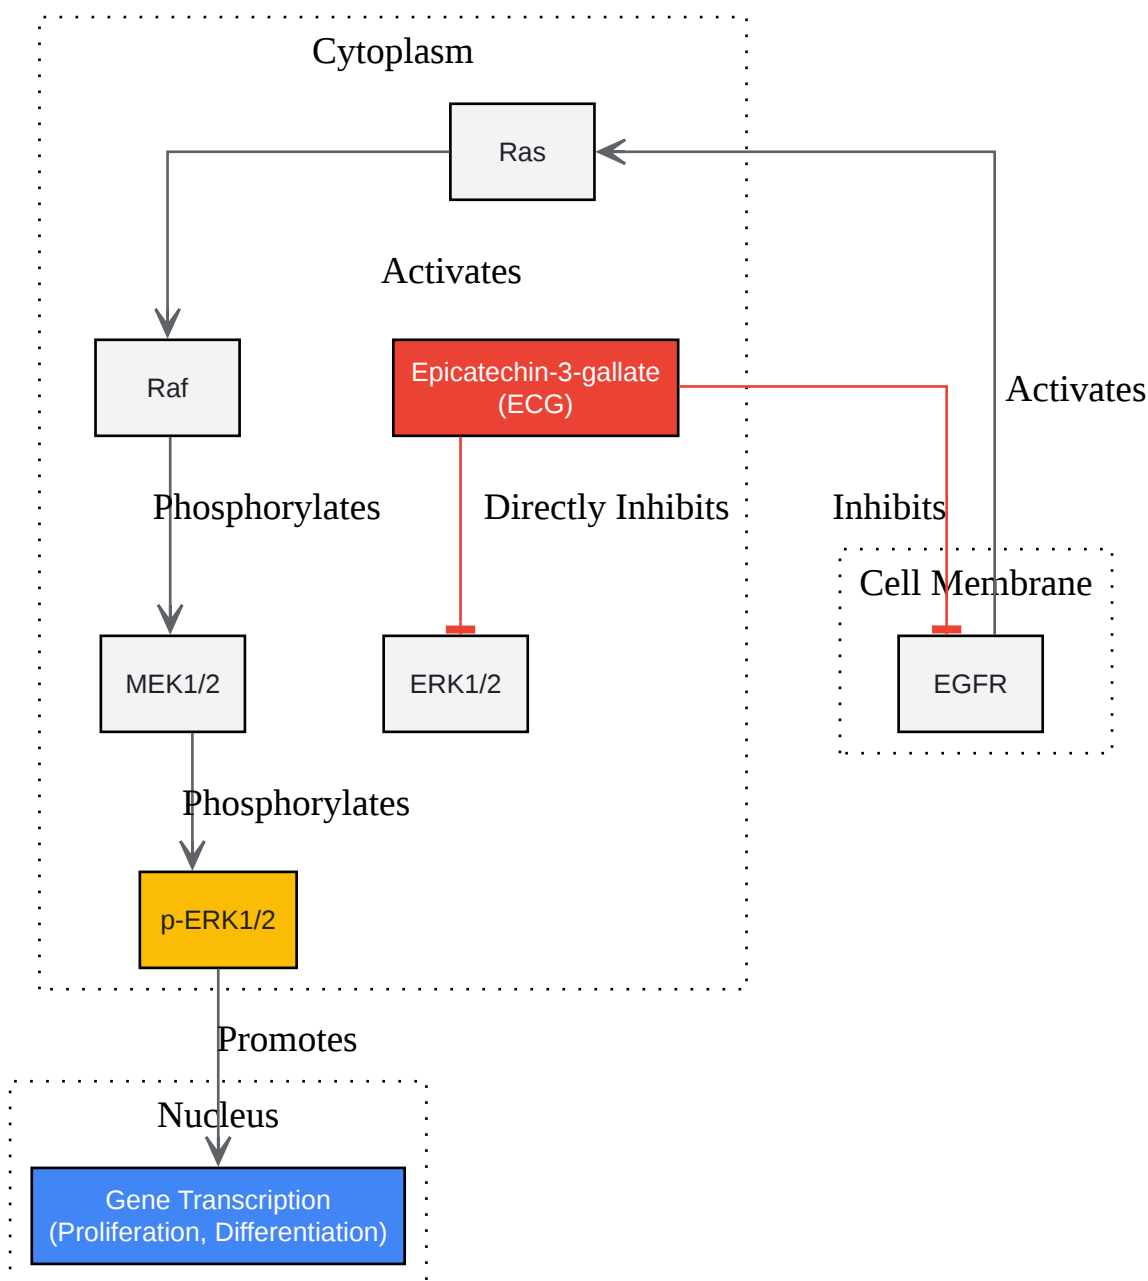 Cytoplasm
Ras
Activates
Raf
Epicatechin-3-gallate
(ECG)
Activates
Phosphorylates
Directly Inhibits
Inhibits
Cell Membrane
MEK1/2
ERK1/2
EGFR
Phosphorylates
p-ERK1/2
Promotes
Nucleus
Gene Transcription
(Proliferation, Differentiation)